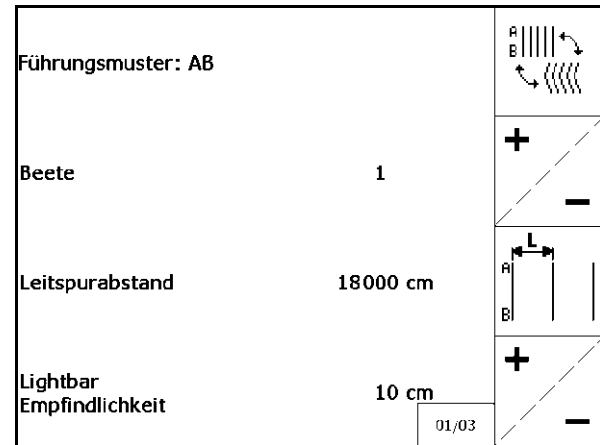 Führungsmuster: AB
A
B
Beete 1
+
−
Leitspurabstand 18000 cm
L
A
B
Lightbar
Empfindlichkeit 10 cm
+
−
01/03